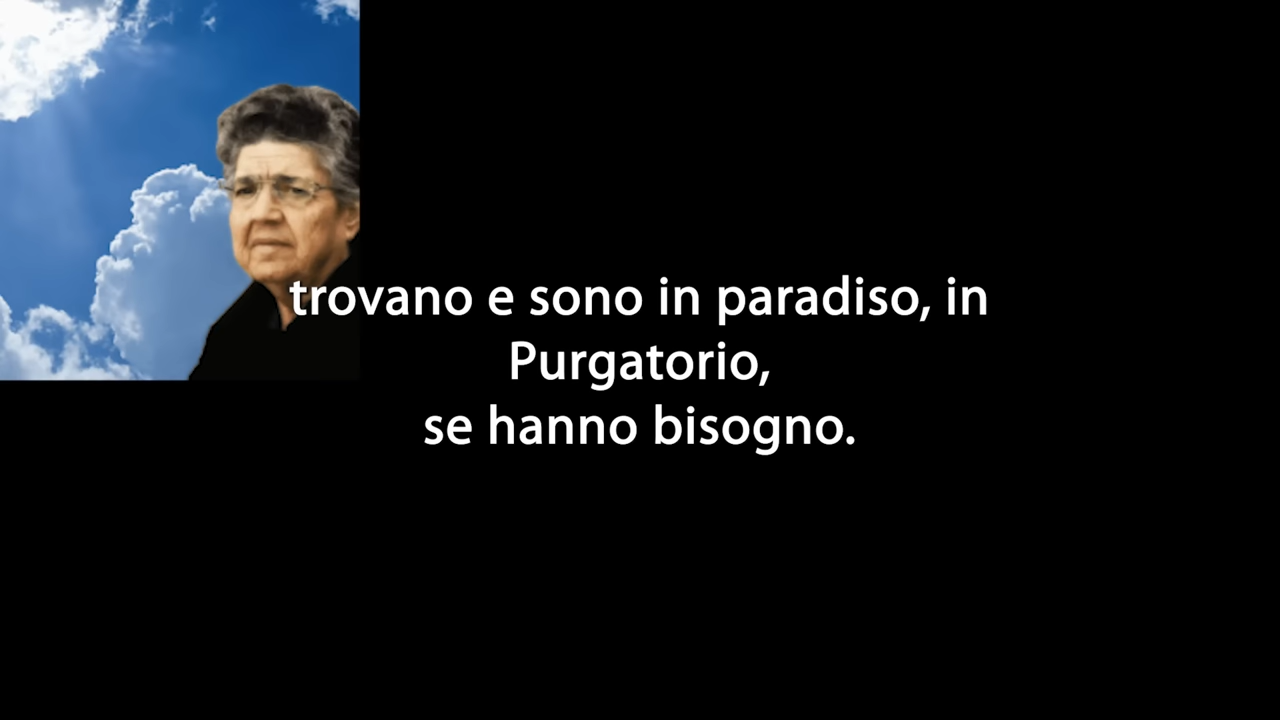 trovano e sono in paradiso, in
Purgatorio,
se hanno bisogno.